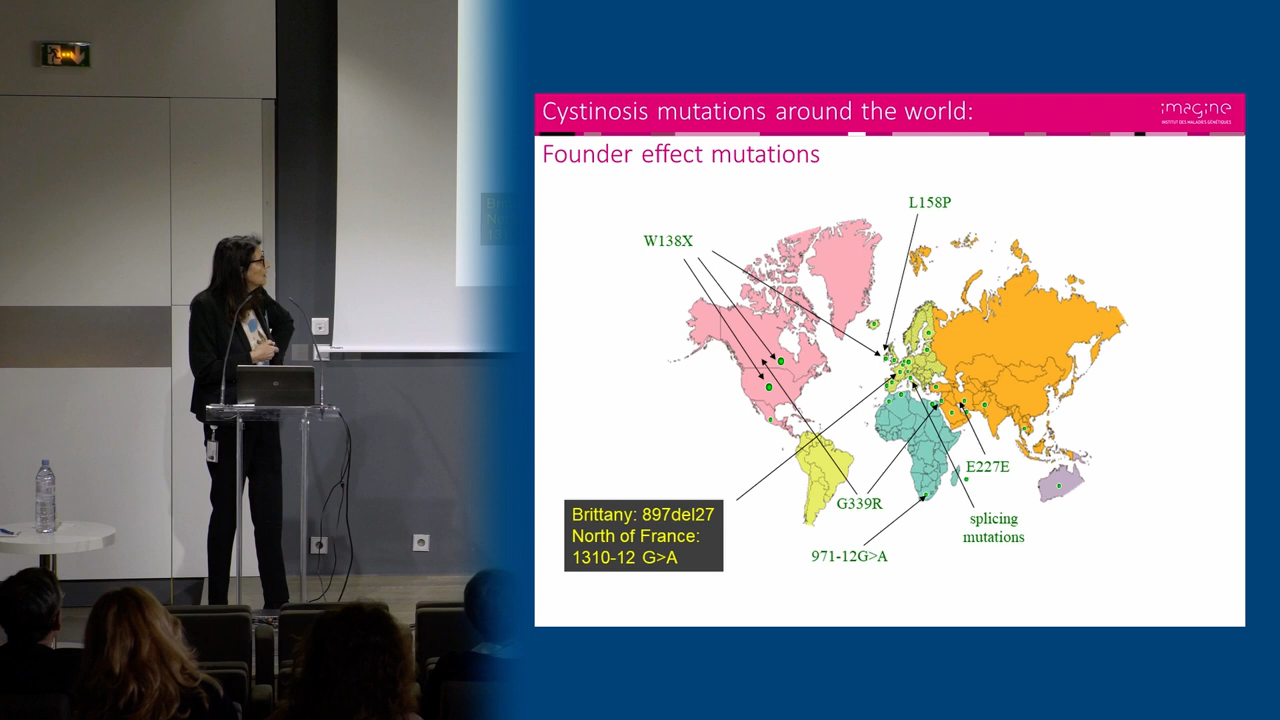 Cystinosis mutations around the world:
imagine
INSTITUT DES MALADIES GÉNÉTIQUES
Founder effect mutations
L158P
W138X
E227E
G339R
splicing
mutations
971-12G>A
Brittany: 897del27
North of France:
1310-12 G>A